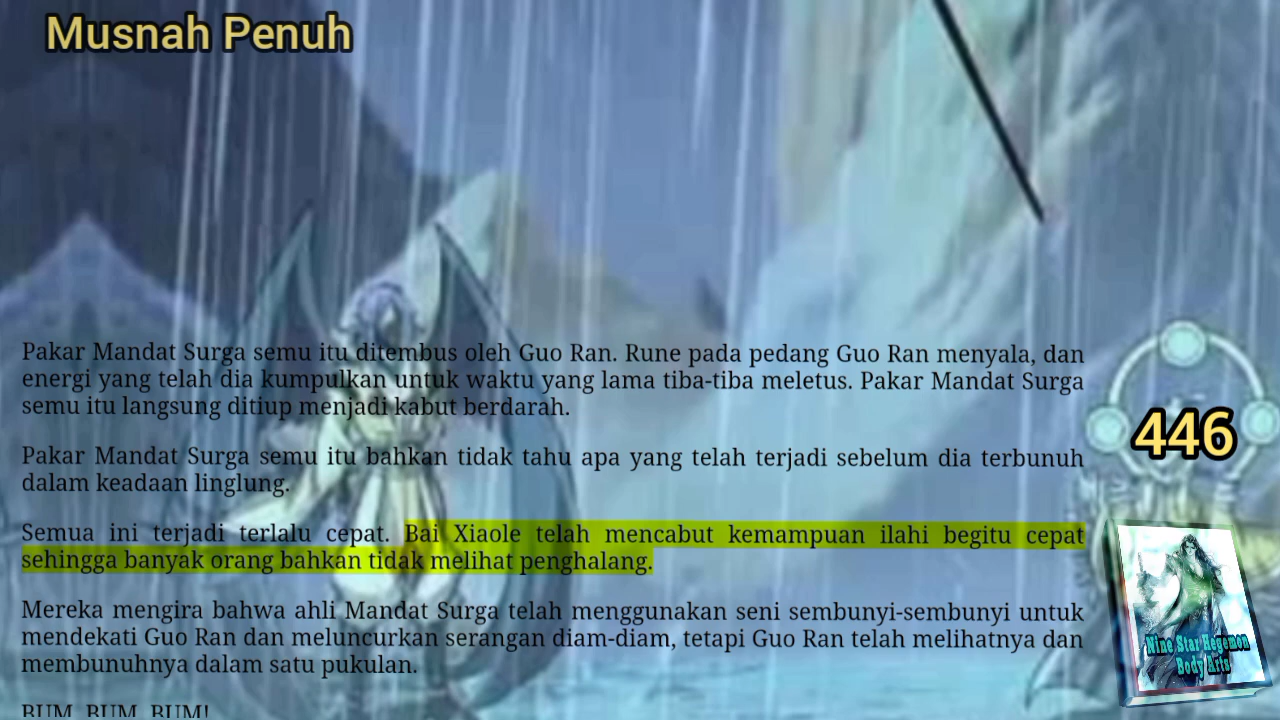 Musnah Penuh
Pakar Mandat Surga semu itu ditembus oleh Guo Ran. Rune pada pedang Guo Ran menyala, dan
energi yang telah dia kumpulkan untuk waktu yang lama tiba-tiba meletus. Pakar Mandat Surga
semu itu langsung ditiup menjadi kabut berdarah.
Pakar Mandat Surga semu itu bahkan tidak tahu apa yang telah terjadi sebelum dia terbunuh
dalam keadaan linglung.
Semua ini terjadi terlalu cepat. Bai Xiaole telah mencabut kemampuan ilahi begitu cepat
sehingga banyak orang bahkan tidak melihat penghalang.
Mereka mengira bahwa ahli Mandat Surga telah menggunakan seni sembunyi-sembunyi untuk
mendekati Guo Ran dan meluncurkan serangan diam-diam, tetapi Guo Ran telah melihatnya dan
membunuhnya dalam satu pukulan.
BUM, BUM, BUM!
446
Nine Star Hegemon
Body Arts